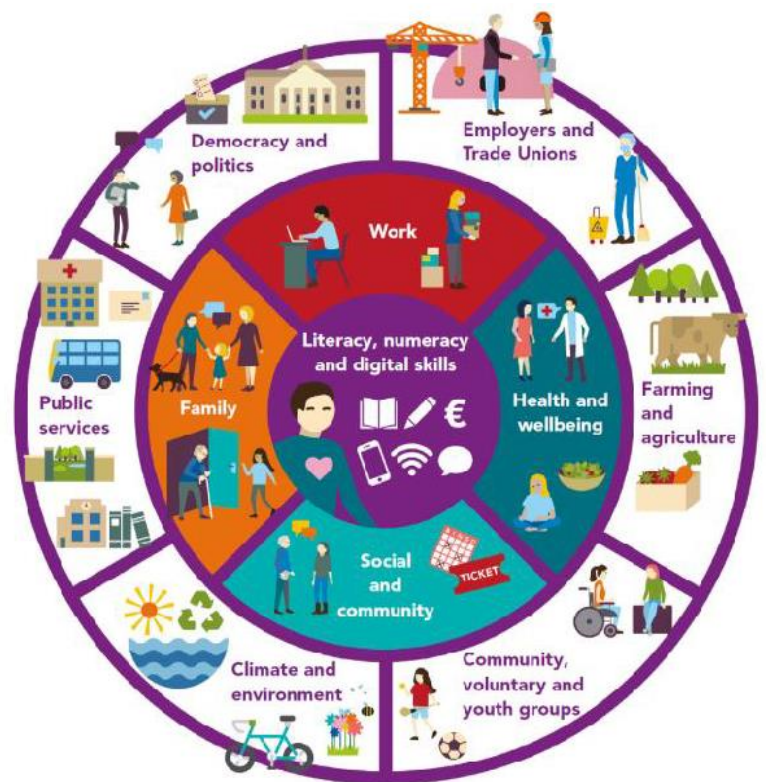 Democracy and
politics
Employers and
Trade Unions
Work
Literacy, numeracy
and digital skills
€
Family
Health and
wellbeing
Public
services
Farming
and
agriculture
Social
and
community
BINGO
TICKET
Climate and
environment
Community,
voluntary and
youth groups